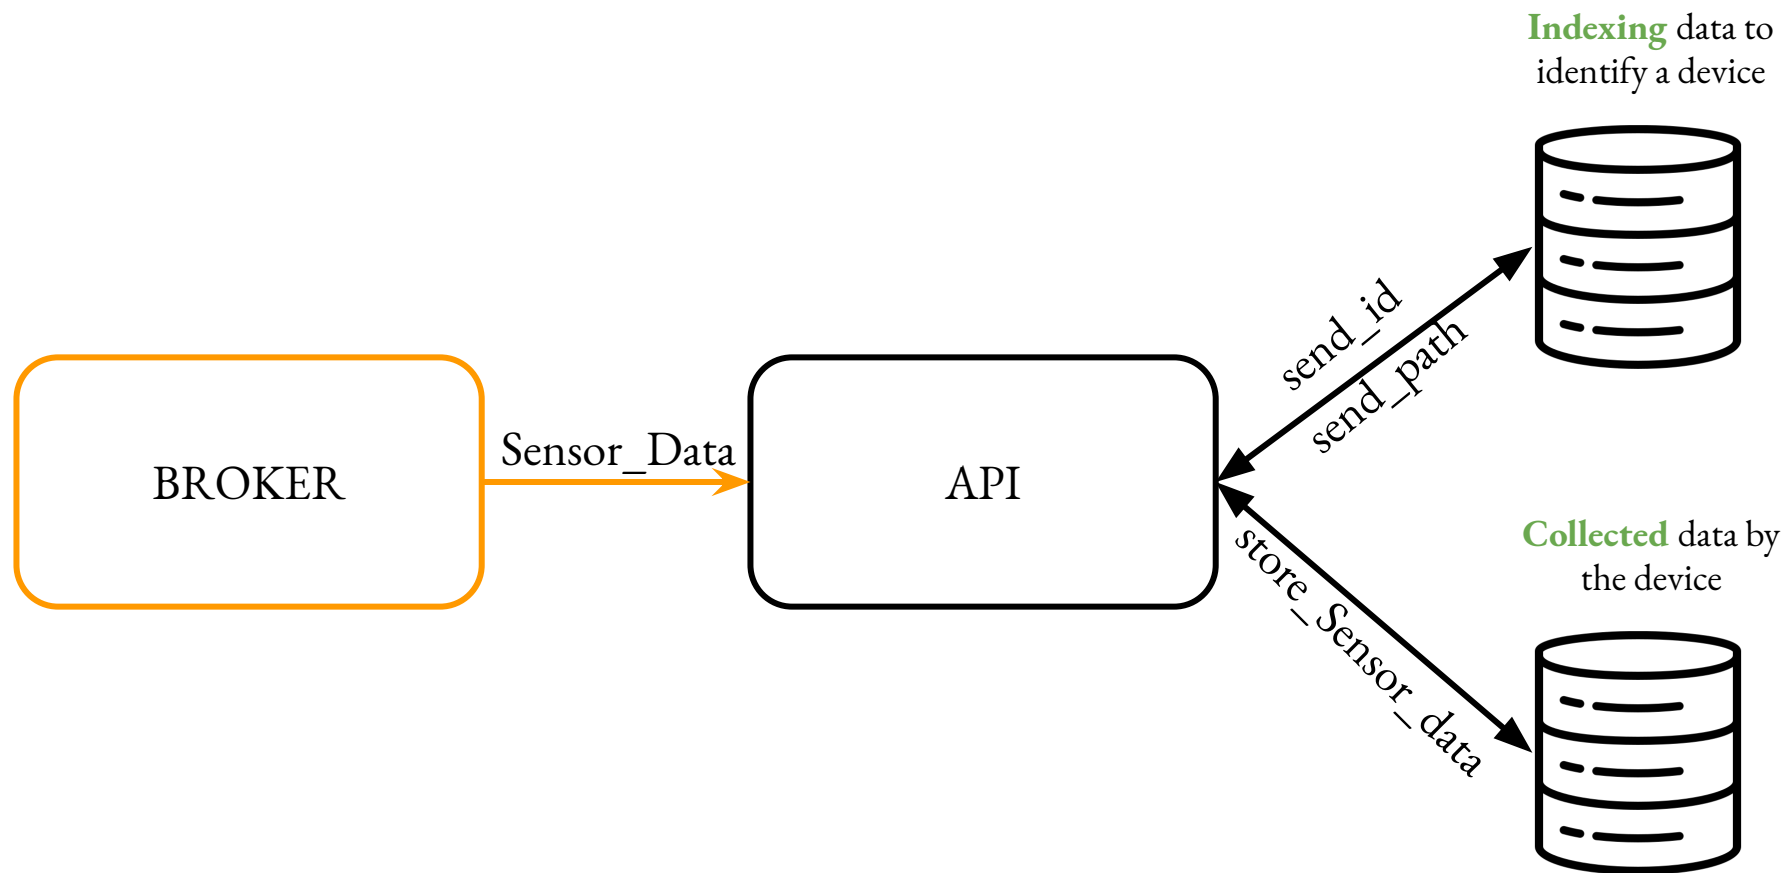 Indexing data to
identify a device
send_id
send_path
BROKER
Sensor_Data
API
store_Sensor_data
Collected data by
the device